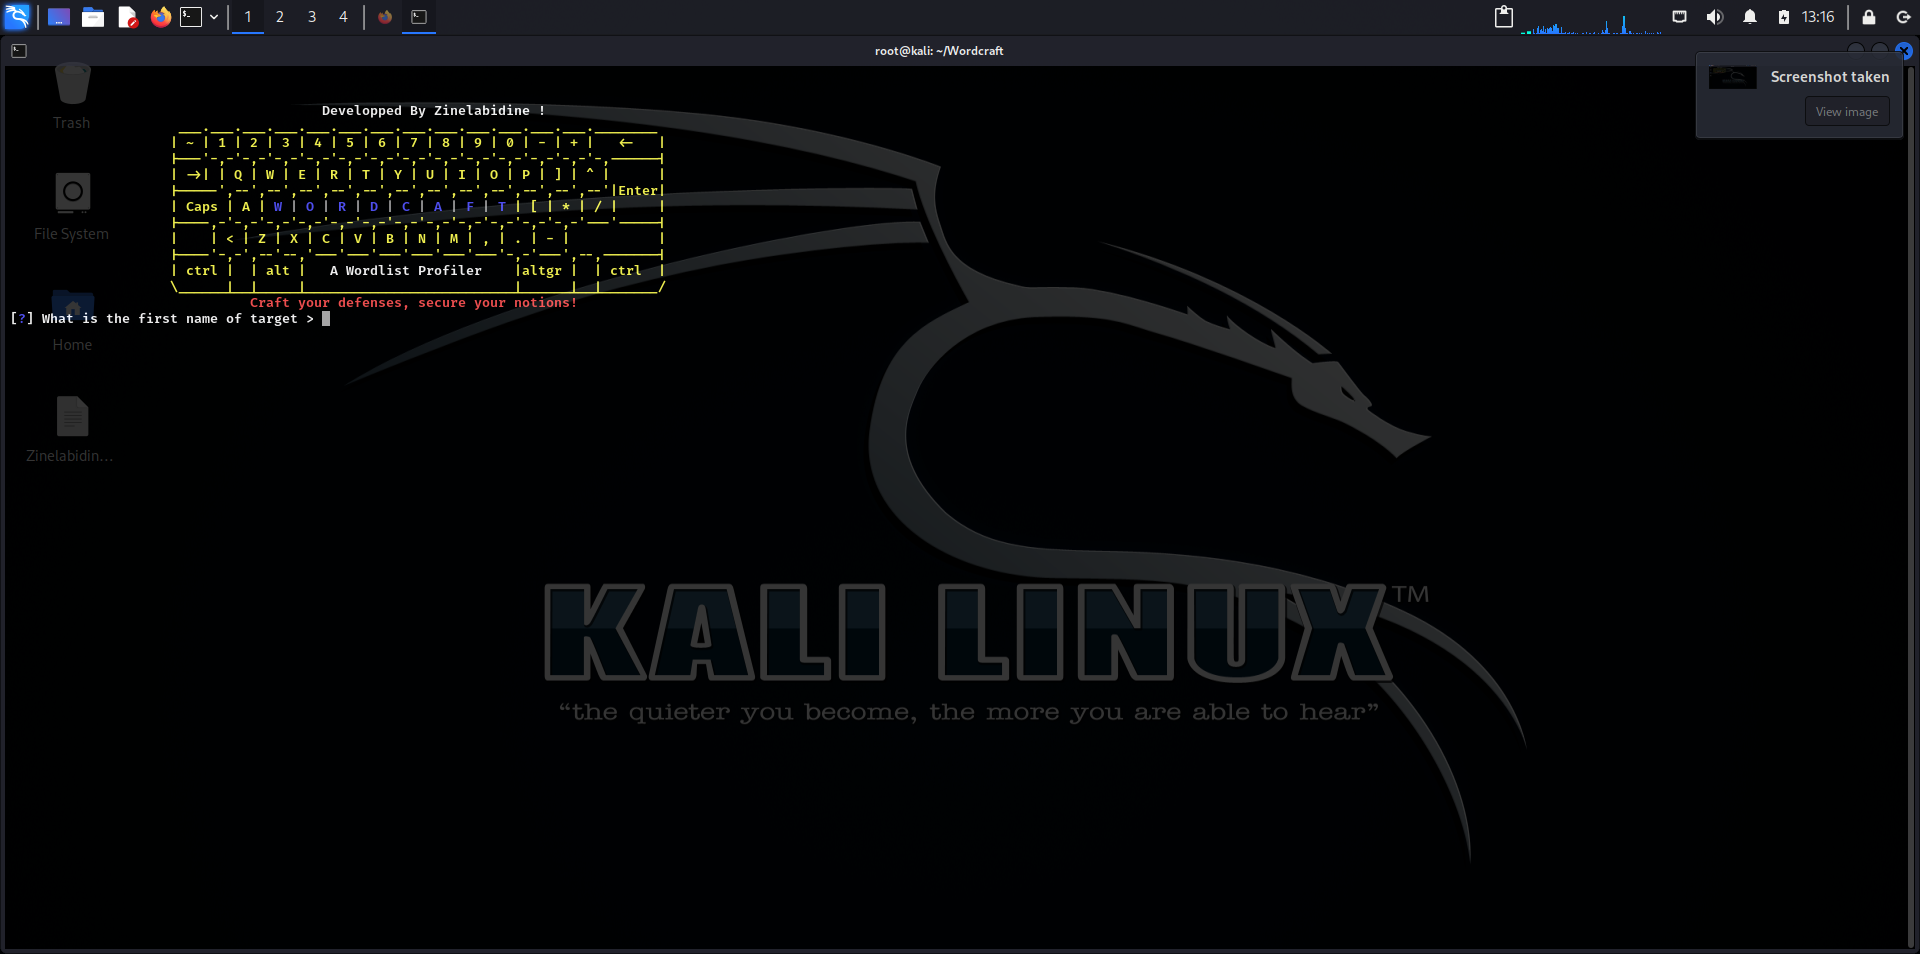 1 2 3 4 13:16
root@kali: ~/Wordcraft
Screenshot taken
View image
Trash
File System
Home
Zinelabidin...
Developped By Zinelabidine !
| ~ | 1 | 2 | 3 | 4 | 5 | 6 | 7 | 8 | 9 | 0 | - | + | <- |
| ->| | Q | W | E | R | T | Y | U | I | O | P | ] | ^ | |
|Enter|
| Caps | A | W | O | R | D | C | A | F | T | [ | * | / | |
| | < | Z | X | C | V | B | N | M | , | . | - | |
| ctrl | | alt | A Wordlist Profiler |altgr | | ctrl |
Craft your defenses, secure your notions!
[?] What is the first name of target >
KALI LINUX™
“the quieter you become, the more you are able to hear”